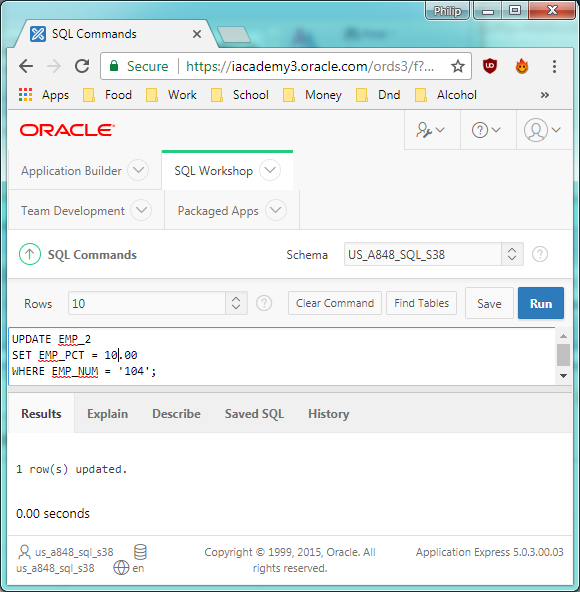 Philip
SQL Commands
Secure https://iacademy3.oracle.com/ords3/f?...
Apps Food Work School Money Dnd Alcohol »
ORACLE
Application Builder SQL Workshop
Team Development Packaged Apps
SQL Commands Schema US_A848_SQL_S38
Rows 10 Clear Command Find Tables Save Run
UPDATE EMP_2
SET EMP_PCT = 10.00
WHERE EMP_NUM = '104';
Results Explain Describe Saved SQL History
1 row(s) updated.
0.00 seconds
us_a848_sql_s38
us_a848_sql_s38 en
Copyright © 1999, 2015, Oracle. All
rights reserved.
Application Express 5.0.3.00.03